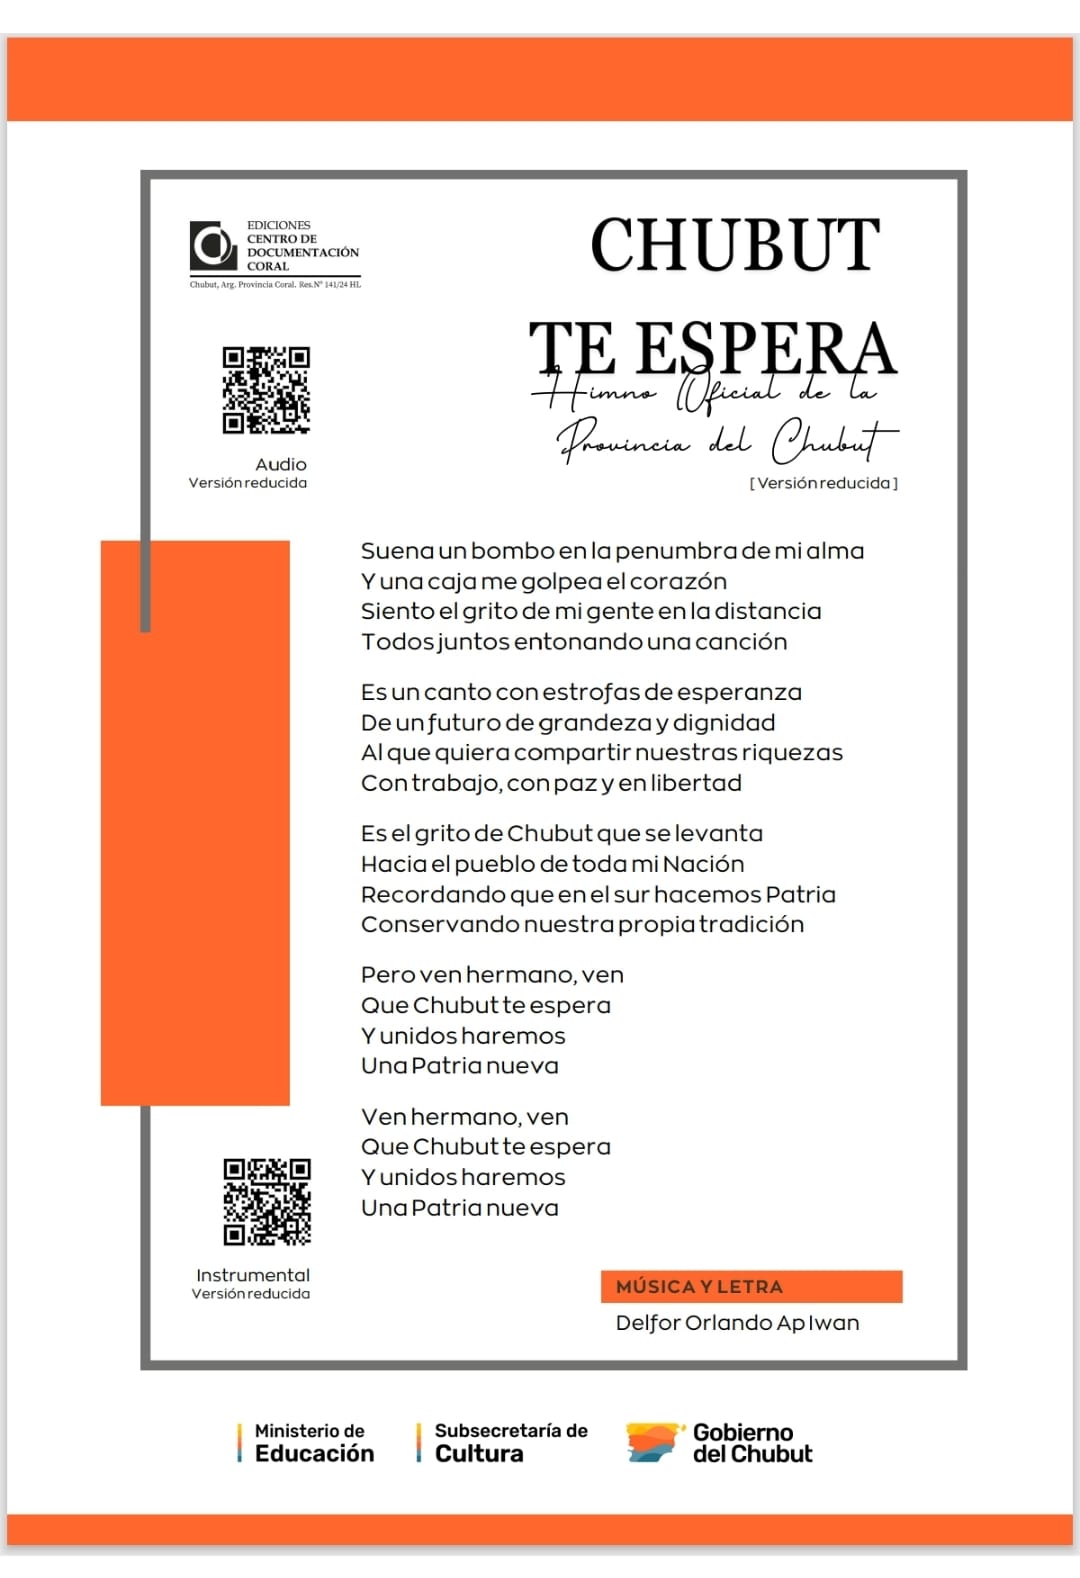 EDICIONES
CENTRO DE
DOCUMENTACIÓN
CORAL
Chubut, Arg. Provincia Coral. Res.Nº 141/24 HL
CHUBUT
TE ESPERA
Himno Oficial de la
Provincia del Chubut
[Versión reducida]
Audio
Versión reducida
Suena un bombo en la penumbra de mi alma
Y una caja me golpea el corazón
Siento el grito de mi gente en la distancia
Todos juntos entonando una canción
Es un canto con estrofas de esperanza
De un futuro de grandeza y dignidad
Al que quiera compartir nuestras riquezas
Con trabajo, con paz y en libertad
Es el grito de Chubut que se levanta
Hacia el pueblo de toda mi Nación
Recordando que en el sur hacemos Patria
Conservando nuestra propia tradición
Pero ven hermano, ven
Que Chubut te espera
Y unidos haremos
Una Patria nueva
Ven hermano, ven
Que Chubut te espera
Y unidos haremos
Una Patria nueva
Instrumental
Versión reducida
MÚSICA Y LETRA
Delfor Orlando Ap Iwan
Ministerio de
Educación
Subsecretaría de
Cultura
Gobierno
del Chubut